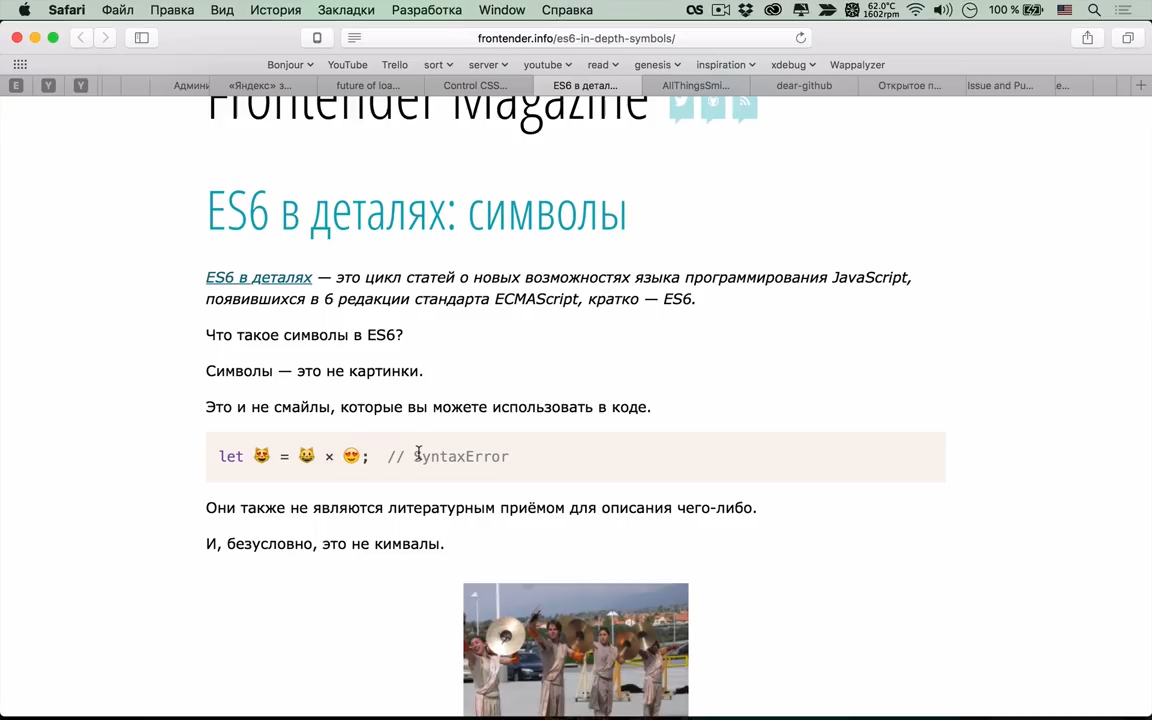 Safari Файл Правка Вид История Закладки Разработка Window Справка 62.0°C 1602rpm 100 %
frontender.info/es6-in-depth-symbols/
Bonjour YouTube Trello sort server youtube read genesis inspiration xdebug Wappalyzer
E Y Y Админи «Яндекс» з... future of loa... Control CSS... ES6 в детал... AllThingsSmi... dear-github Открытое п... Issue and Pu... e...
Frontender Magazine
ES6 в деталях: символы
ES6 в деталях — это цикл статей о новых возможностях языка программирования JavaScript,
появившихся в 6 редакции стандарта ECMAScript, кратко — ES6.
Что такое символы в ES6?
Символы — это не картинки.
Это и не смайлы, которые вы можете использовать в коде.
let 😻 = 😺 × 😍; // SyntaxError
Они также не являются литературным приёмом для описания чего-либо.
И, безусловно, это не кимвалы.